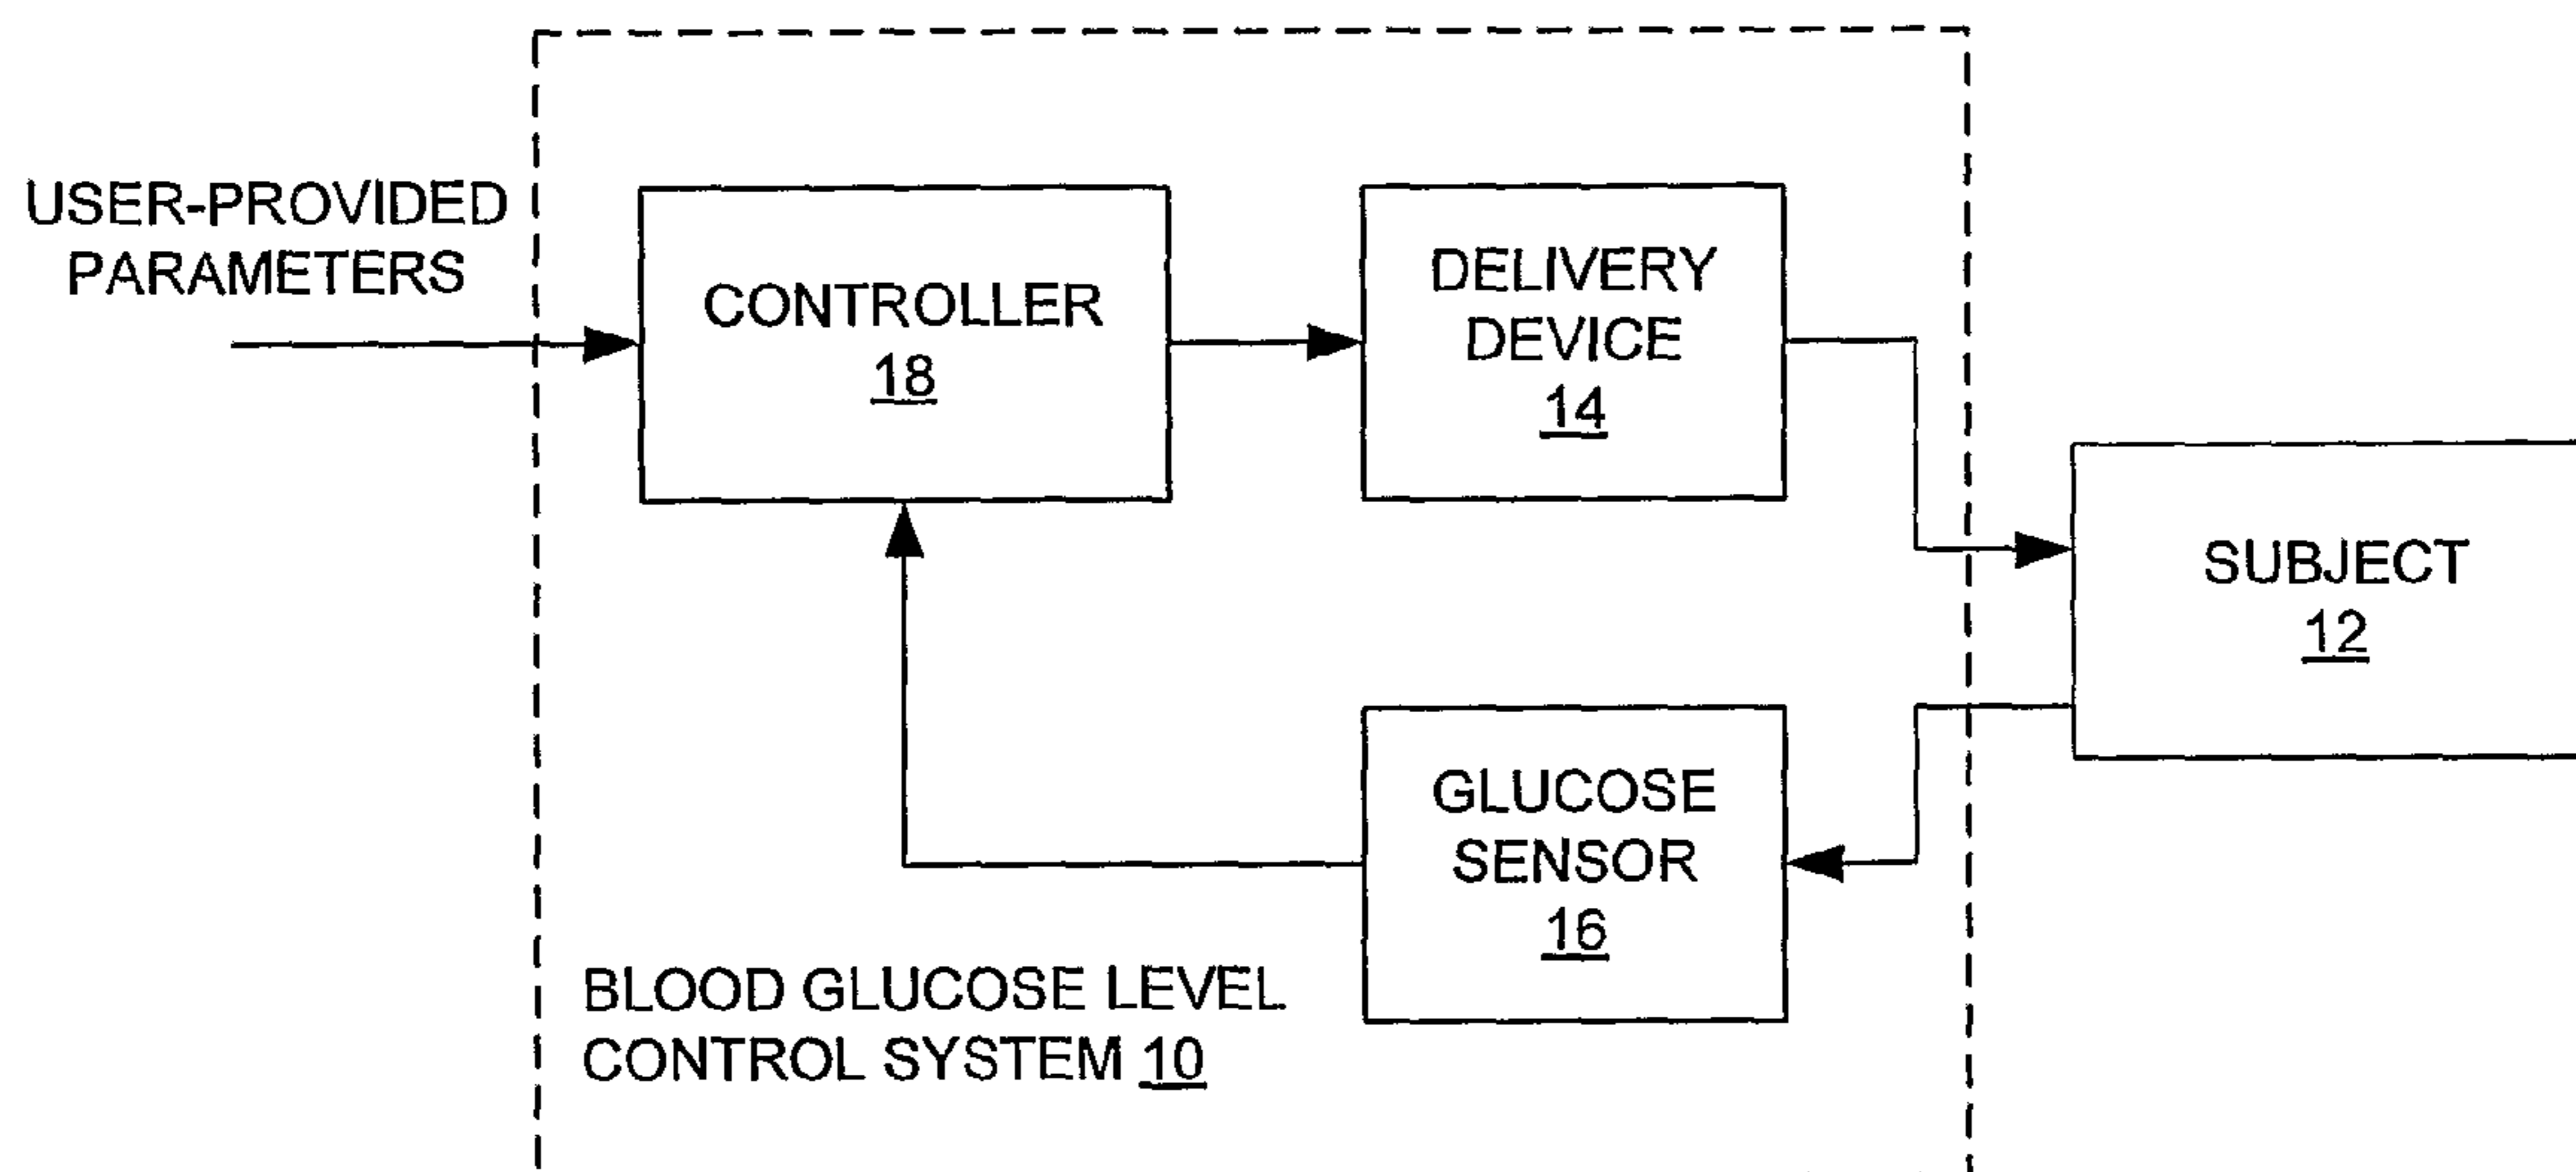 USER-PROVIDED
PARAMETERS
CONTROLLER
18
DELIVERY
DEVICE
14
SUBJECT
12
GLUCOSE
SENSOR
16
BLOOD GLUCOSE LEVEL
CONTROL SYSTEM 10